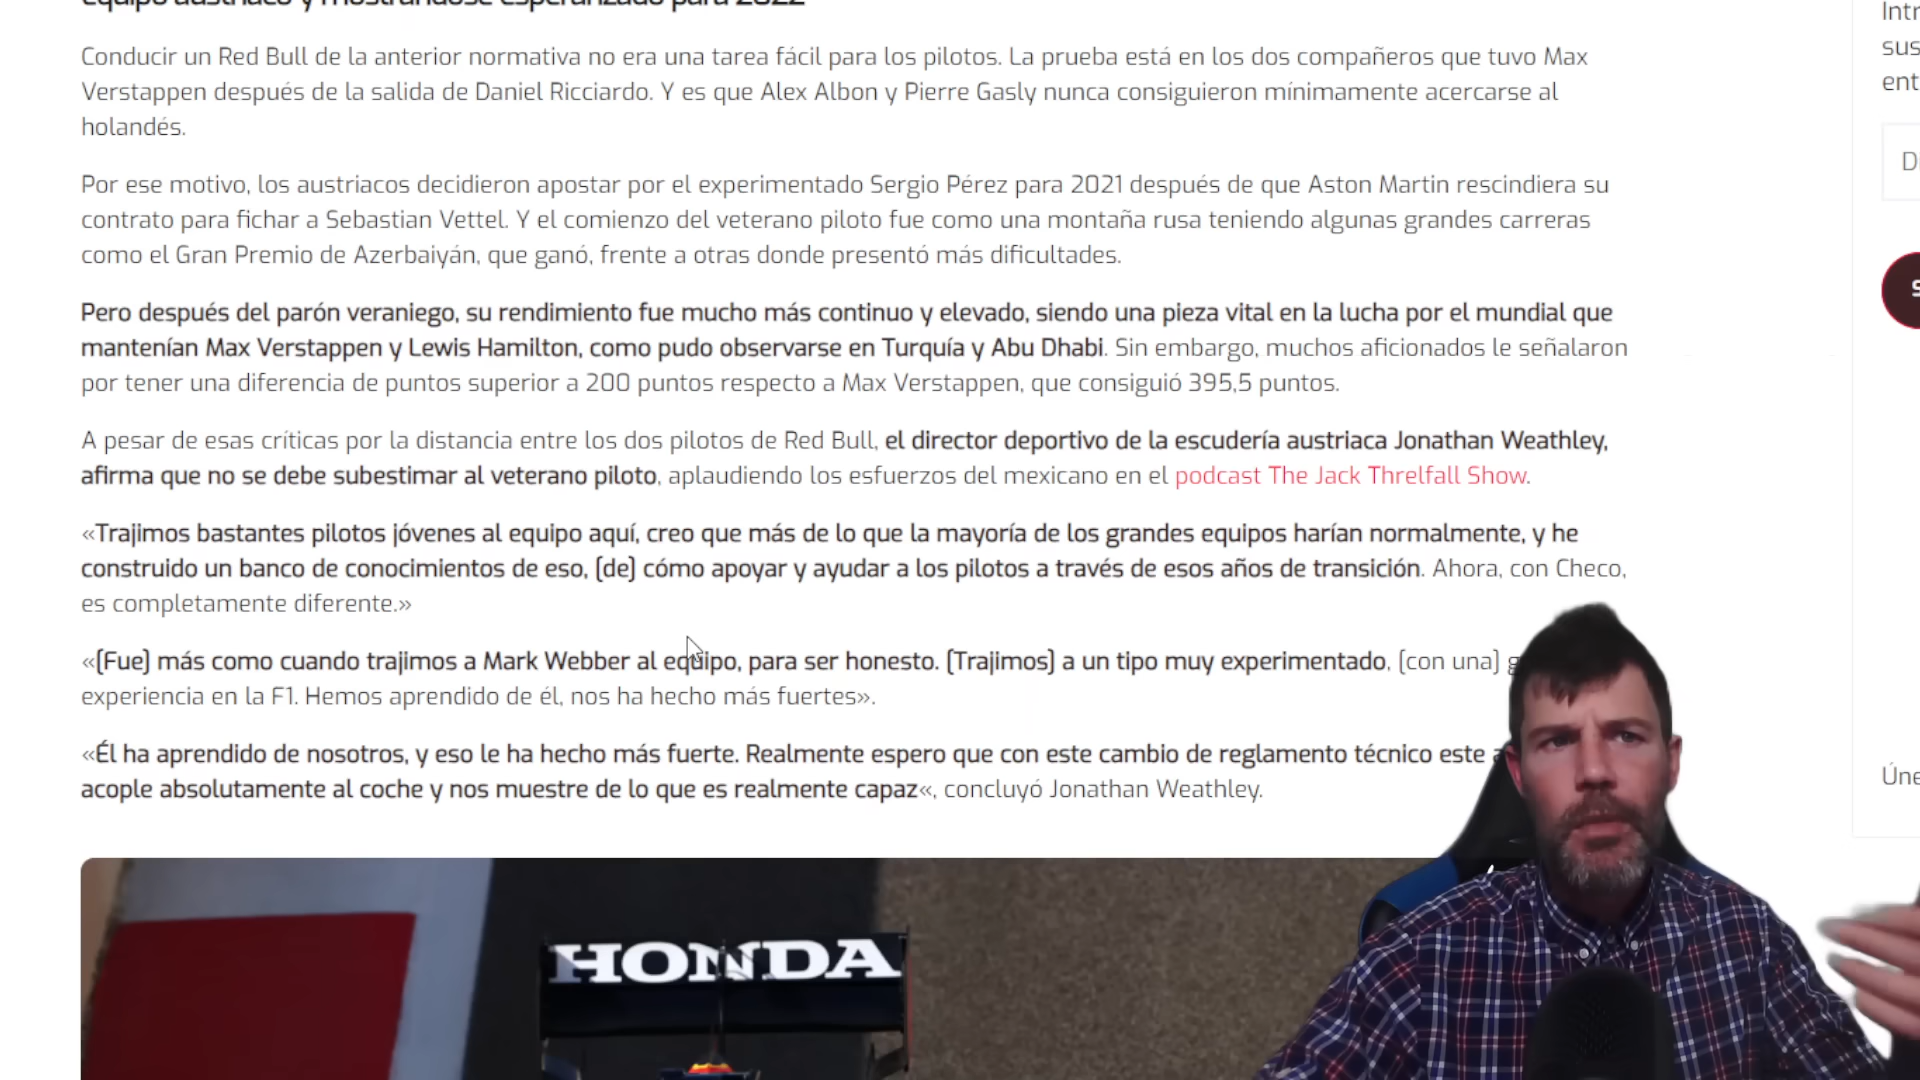 equipo austriaco y mostrándose esperanzado para 2022
Conducir un Red Bull de la anterior normativa no era una tarea fácil para los pilotos. La prueba está en los dos compañeros que tuvo Max
Verstappen después de la salida de Daniel Ricciardo. Y es que Alex Albon y Pierre Gasly nunca consiguieron mínimamente acercarse al
holandés.
Por ese motivo, los austriacos decidieron apostar por el experimentado Sergio Pérez para 2021 después de que Aston Martin rescindiera su
contrato para fichar a Sebastian Vettel. Y el comienzo del veterano piloto fue como una montaña rusa teniendo algunas grandes carreras
como el Gran Premio de Azerbaiyán, que ganó, frente a otras donde presentó más dificultades.
Pero después del parón veraniego, su rendimiento fue mucho más continuo y elevado, siendo una pieza vital en la lucha por el mundial que
mantenían Max Verstappen y Lewis Hamilton, como pudo observarse en Turquía y Abu Dhabi. Sin embargo, muchos aficionados le señalaron
por tener una diferencia de puntos superior a 200 puntos respecto a Max Verstappen, que consiguió 395,5 puntos.
A pesar de esas críticas por la distancia entre los dos pilotos de Red Bull, el director deportivo de la escudería austriaca Jonathan Weathley,
afirma que no se debe subestimar al veterano piloto, aplaudiendo los esfuerzos del mexicano en el podcast The Jack Threlfall Show.
«Trajimos bastantes pilotos jóvenes al equipo aquí, creo que más de lo que la mayoría de los grandes equipos harían normalmente, y he
construido un banco de conocimientos de eso, [de] cómo apoyar y ayudar a los pilotos a través de esos años de transición. Ahora, con Checo,
es completamente diferente.»
«[Fue] más como cuando trajimos a Mark Webber al equipo, para ser honesto. [Trajimos] a un tipo muy experimentado, [con una] g
experiencia en la F1. Hemos aprendido de él, nos ha hecho más fuertes».
«Él ha aprendido de nosotros, y eso le ha hecho más fuerte. Realmente espero que con este cambio de reglamento técnico este a
acople absolutamente al coche y nos muestre de lo que es realmente capaz«, concluyó Jonathan Weathley.
HONDA
Intr
sus
ent
Di
S
Úne